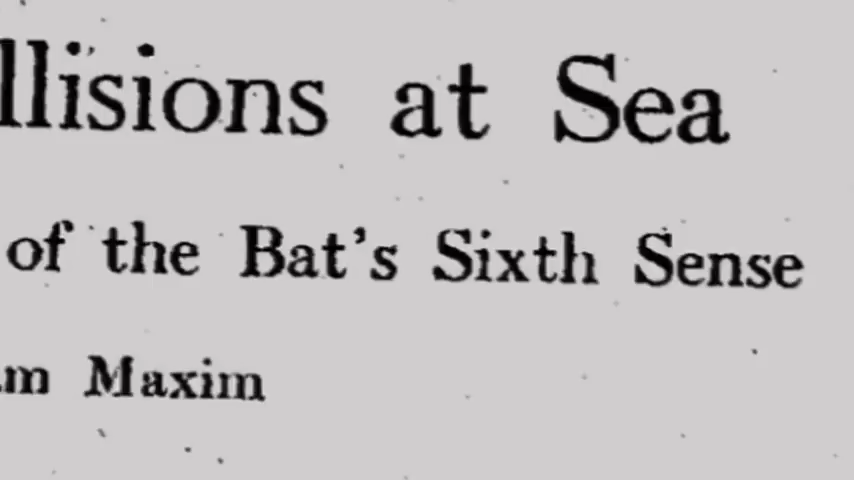 llisions at Sea
of the Bat's Sixth Sense
m Maxim